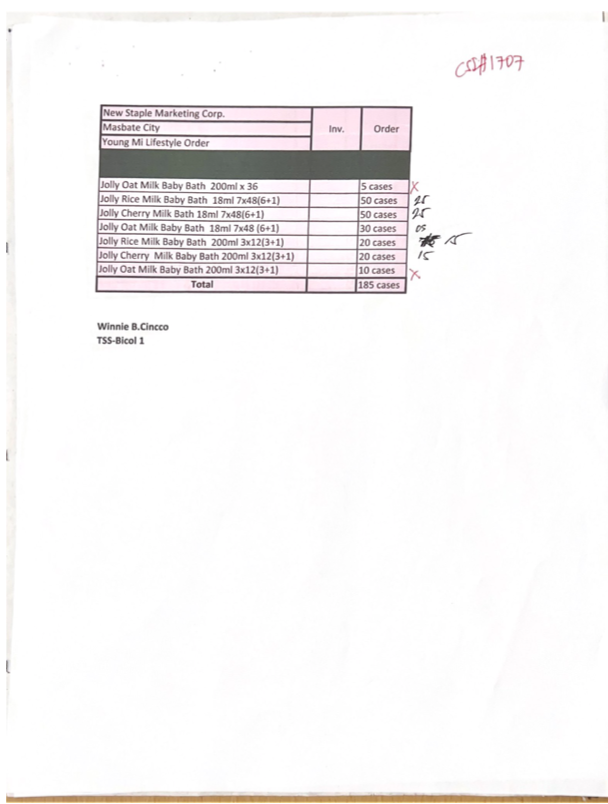 CSS#1707
New Staple Marketing Corp.
Masbate City
Young Mi Lifestyle Order
Inv. Order
Jolly Oat Milk Baby Bath 200ml x 36 5 cases X
Jolly Rice Milk Baby Bath 18ml 7x48(6+1) 50 cases 25
Jolly Cherry Milk Bath 18ml 7x48(6+1) 50 cases 25
Jolly Oat Milk Baby Bath 18ml 7x48 (6+1) 30 cases 05
Jolly Rice Milk Baby Bath 200ml 3x12(3+1) 20 cases 15
Jolly Cherry Milk Baby Bath 200ml 3x12(3+1) 20 cases 15
Jolly Oat Milk Baby Bath 200ml 3x12(3+1) 10 cases X
Total 185 cases
Winnie B.Cincco
TSS-Bicol 1